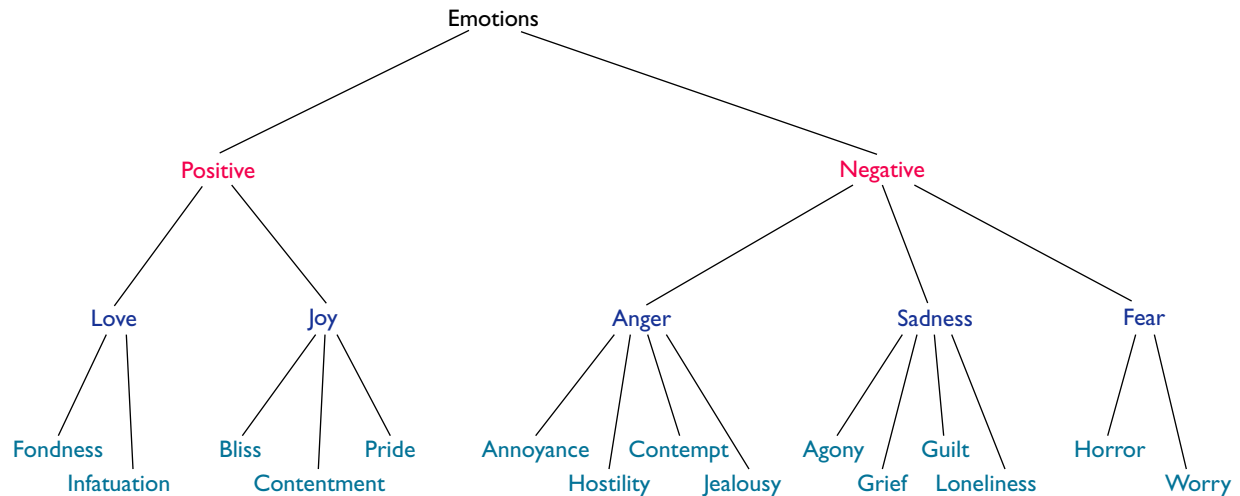 Emotions
Positive
Negative
Love
Joy
Anger
Sadness
Fear
Fondness
Bliss
Pride
Annoyance
Contempt
Agony
Guilt
Horror
Infatuation
Contentment
Hostility
Jealousy
Grief
Loneliness
Worry